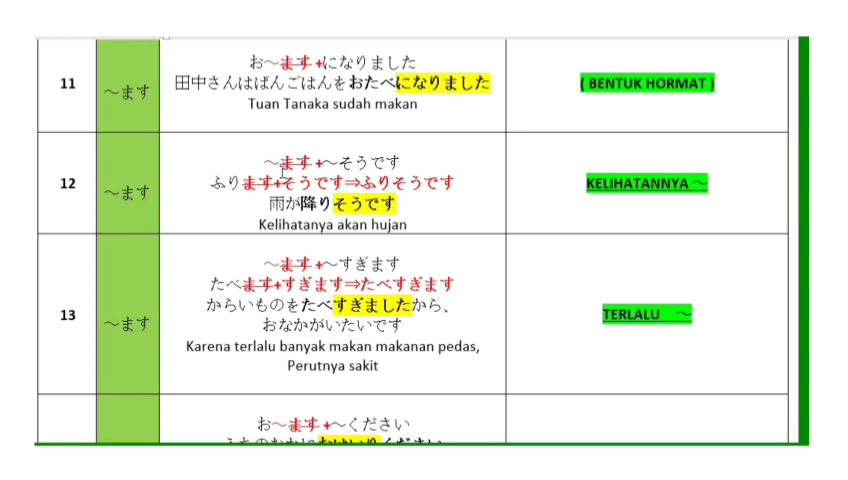 11
～ます
お～ます +になりました
田中さんはばんごはんをおたべになりました
Tuan Tanaka sudah makan
( BENTUK HORMAT )
12
～ます
～ます +～そうです
ふります+そうです⇒ふりそうです
雨が降りそうです
Kelihatanya akan hujan
KELIHATANNYA ～
13
～ます
～ます +～すぎます
たべます+すぎます⇒たべすぎます
からいものをたべすぎましたから、
おなかがいたいです
Karena terlalu banyak makan makanan pedas,
Perutnya sakit
TERLALU ～
お～ます +～ください